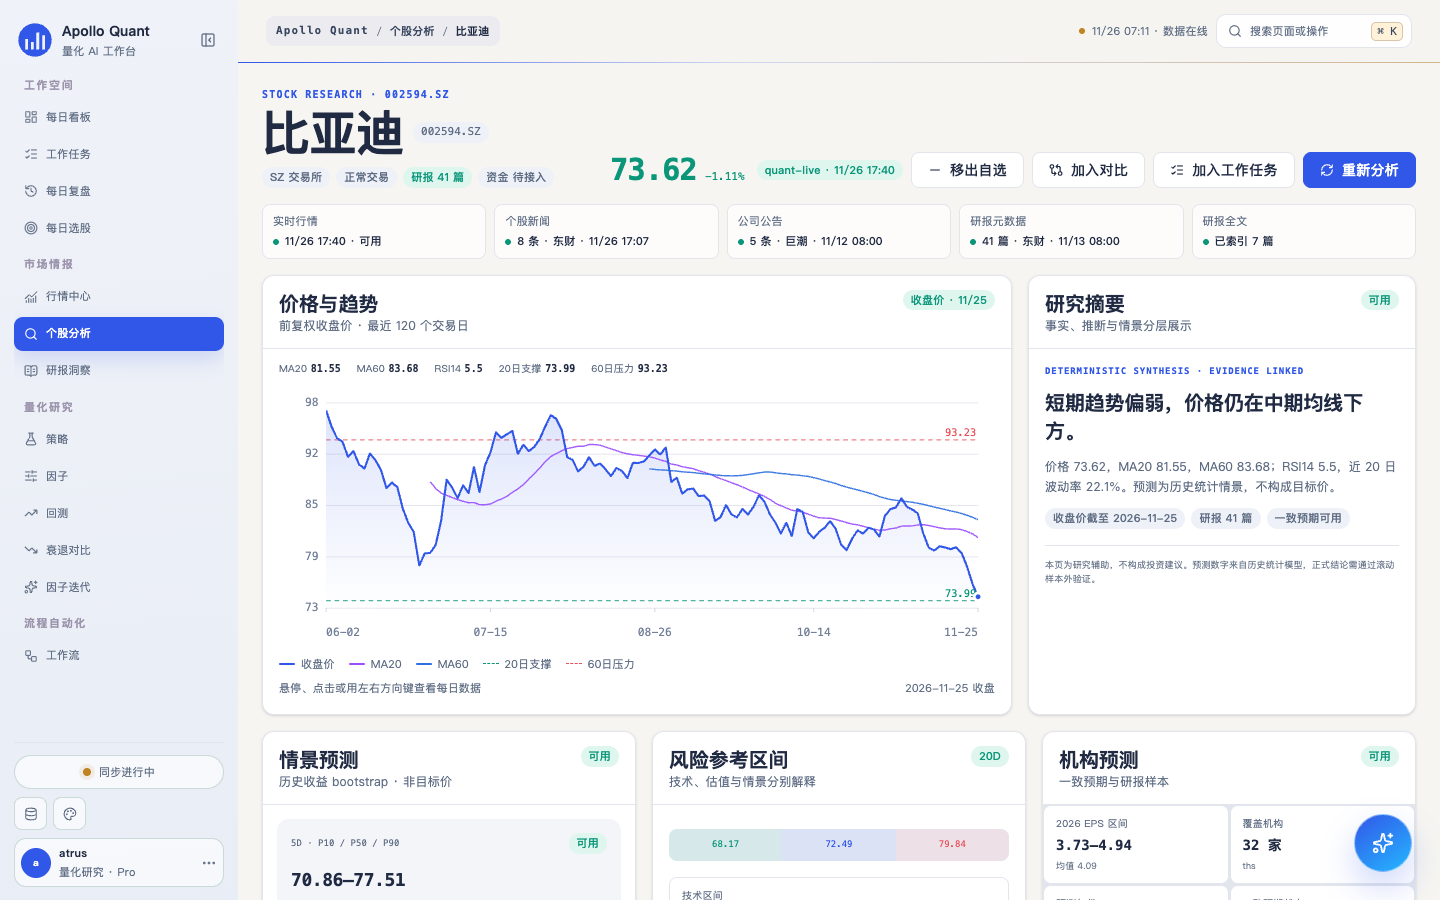 Apollo Quant
量化 AI 工作台
工作空间
每日看板
工作任务
每日复盘
每日选股
市场情报
行情中心
个股分析
研报洞察
量化研究
策略
因子
回测
衰退对比
因子迭代
流程自动化
工作流
同步进行中
a
atrus
量化研究 · Pro
Apollo Quant / 个股分析 / 比亚迪
11/26 07:11 · 数据在线
搜索页面或操作
⌘ K
STOCK RESEARCH · 002594.SZ
比亚迪 002594.SZ
SZ 交易所 正常交易 研报 41 篇 资金 待接入
73.62 -1.11% quant-live · 11/26 17:40
移出自选
加入对比
加入工作任务
重新分析
实时行情
11/26 17:40 · 可用
个股新闻
8 条 · 东财 · 11/26 17:07
公司公告
5 条 · 巨潮 · 11/12 08:00
研报元数据
41 篇 · 东财 · 11/13 08:00
研报全文
已索引 7 篇
价格与趋势
前复权收盘价 · 最近 120 个交易日
收盘价 · 11/25
MA20 81.55 MA60 83.68 RSI14 5.5 20日支撑 73.99 60日压力 93.23
98
92
85
79
73
93.23
73.99
06-02 07-15 08-26 10-14 11-25
收盘价 MA20 MA60 20日支撑 60日压力
悬停、点击或用左右方向键查看每日数据
2026-11-25 收盘
研究摘要
事实、推断与情景分层展示
可用
DETERMINISTIC SYNTHESIS · EVIDENCE LINKED
短期趋势偏弱，价格仍在中期均线下
方。
价格 73.62，MA20 81.55，MA60 83.68；RSI14 5.5，近 20 日
波动率 22.1%。预测为历史统计情景，不构成目标价。
收盘价截至 2026-11-25 研报 41 篇 一致预期可用
本页为研究辅助，不构成投资建议。预测数字来自历史统计模型，正式结论需通过滚动
样本外验证。
情景预测
历史收益 bootstrap · 非目标价
可用
5D · P10 / P50 / P90
可用
70.86—77.51
风险参考区间
技术、估值与情景分别解释
20D
68.17 72.49 79.84
技术区间
机构预测
一致预期与研报样本
可用
2026 EPS 区间
3.73—4.94
均值 4.09
覆盖机构
32 家
ths